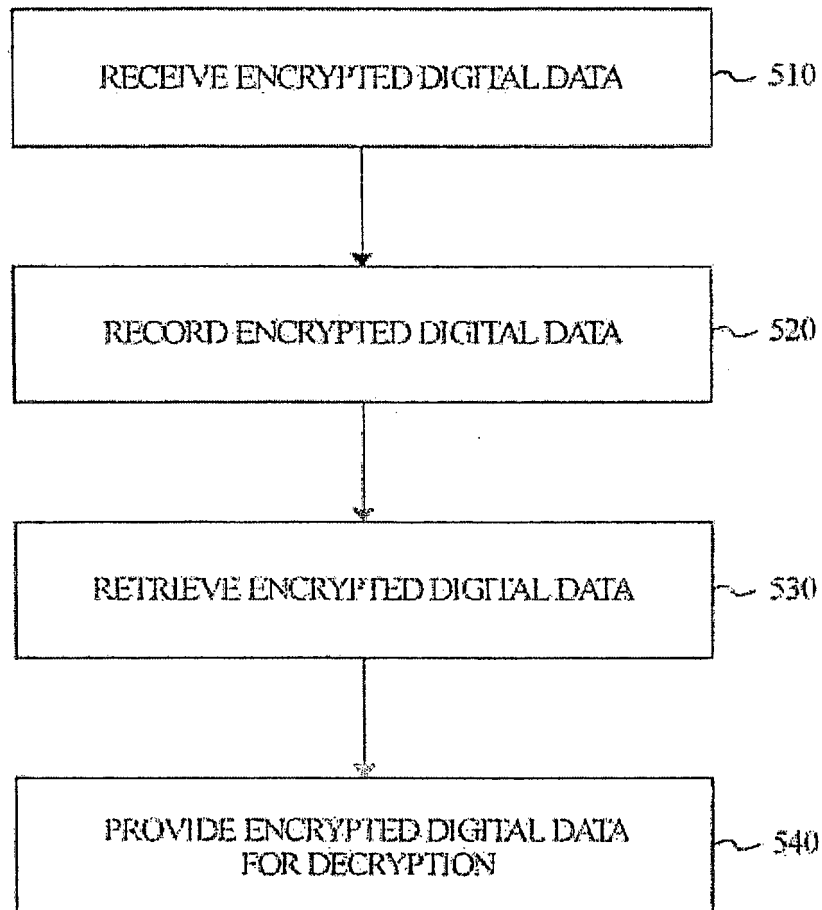 RECEIVE ENCRYPTED DIGITAL DATA
510
RECORD ENCRYPTED DIGITAL DATA
520
RETRIEVE ENCRYPTED DIGITAL DATA
530
PROVIDE ENCRYPTED DIGITAL DATA
FOR DECRYPTION
540